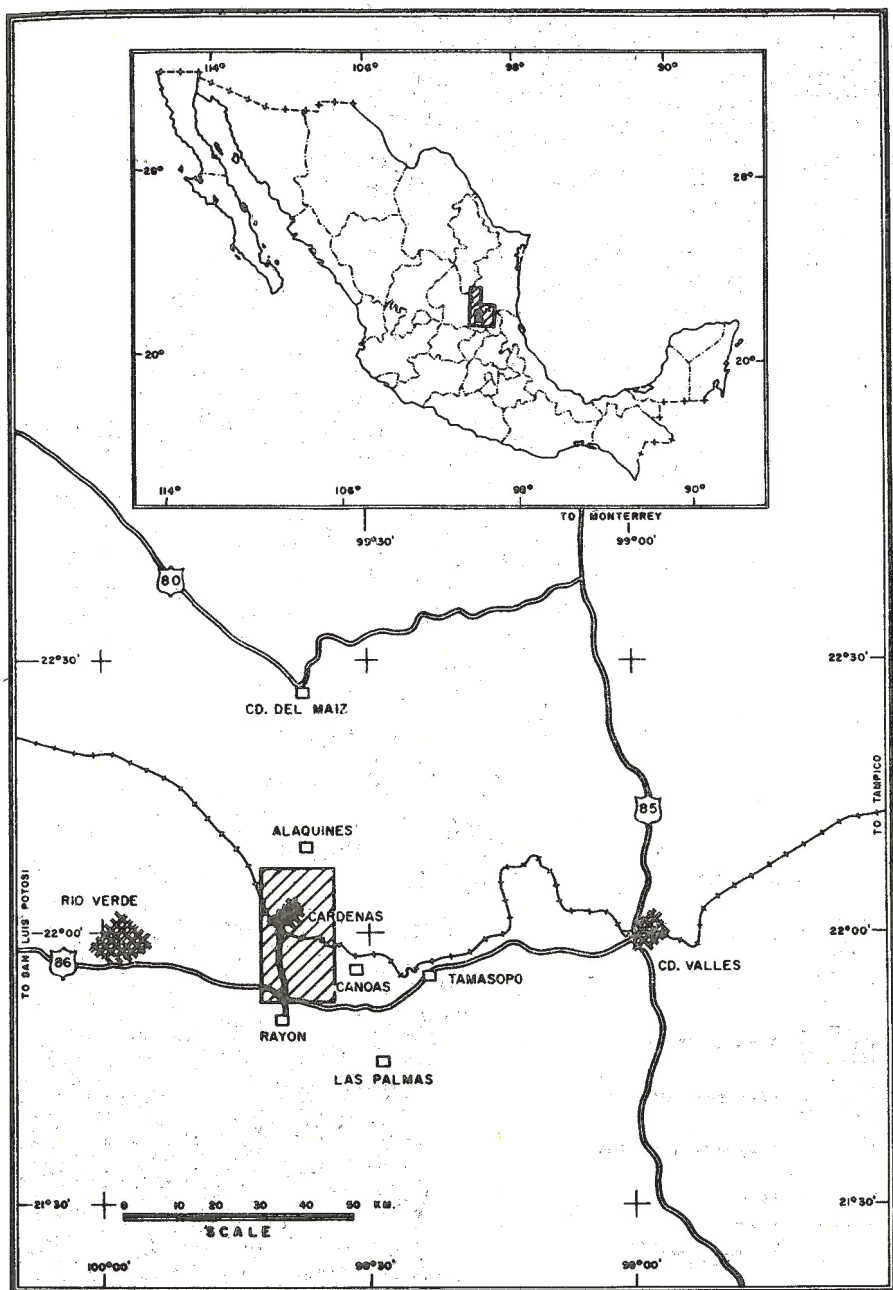 114° 106° 98° 90°
28° 28°
20° 20°
114° 106° 98° 90°
TO MONTERREY
99°30' 99°00'
80
22°30' 22°30'
CD. DEL MAIZ
85
TO TAMPICO
ALAQUINES
TO SAN LUIS POTOSI
RIO VERDE
CARDENAS
22°00' 22°00'
86
CD. VALLES
CANOAS
TAMASOPO
RAYON
LAS PALMAS
21°30' 21°30'
0 10 20 30 40 50 KM.
SCALE
100°00' 99°30' 99°00'